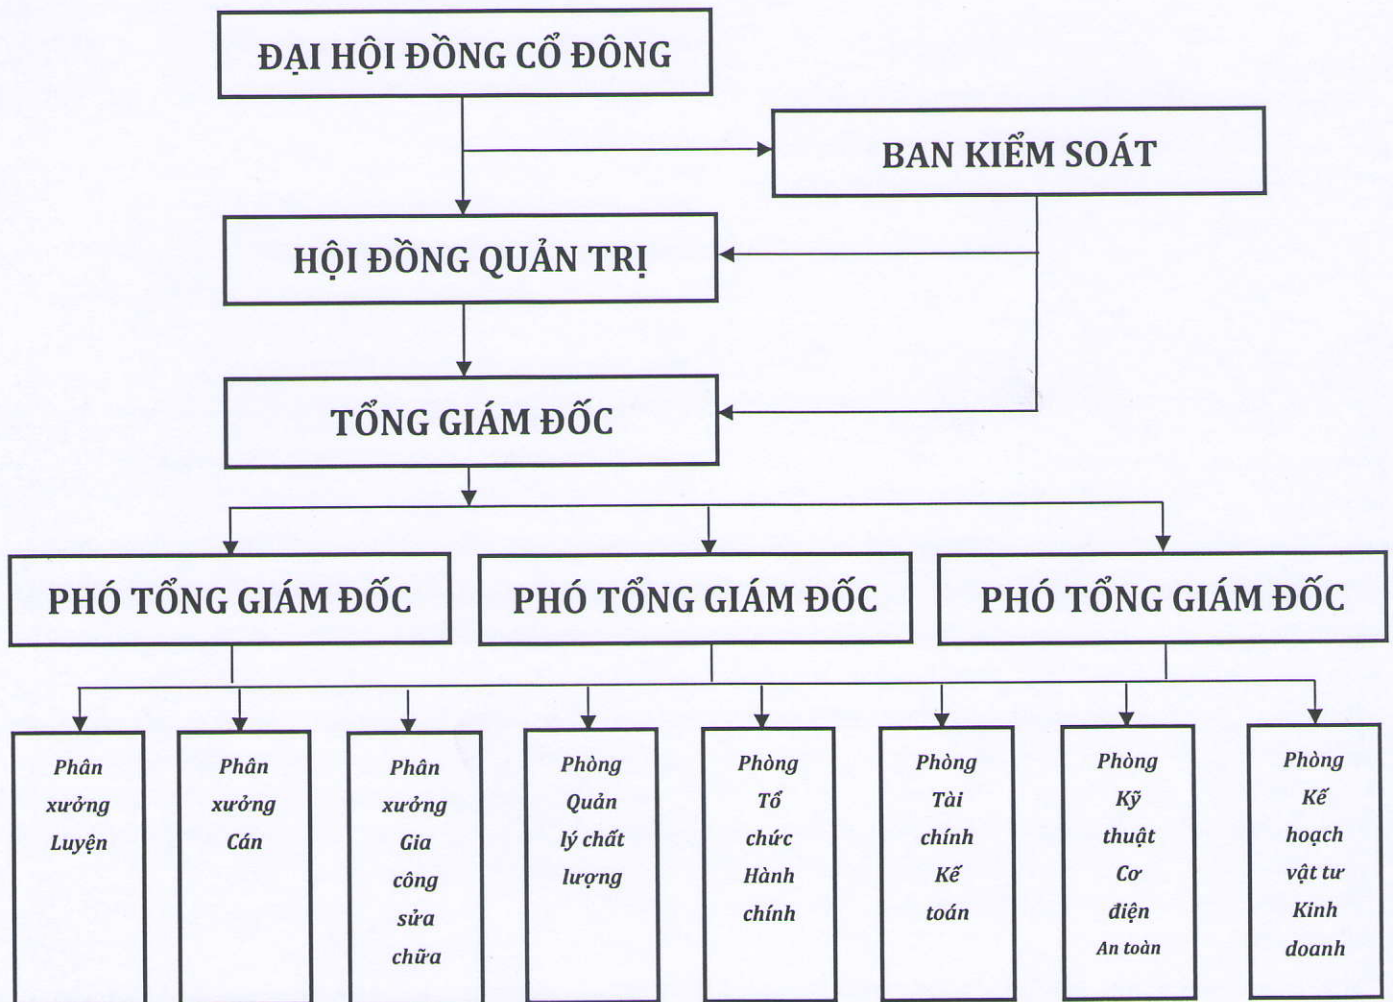 ĐẠI HỘI ĐỒNG CỔ ĐÔNG
BAN KIỂM SOÁT
HỘI ĐỒNG QUẢN TRỊ
TỔNG GIÁM ĐỐC
PHÓ TỔNG GIÁM ĐỐC
PHÓ TỔNG GIÁM ĐỐC
PHÓ TỔNG GIÁM ĐỐC
Phân
xưởng
Luyện
Phân
xưởng
Cán
Phân
xưởng
Gia
công
sửa
chữa
Phòng
Quản
lý chất
lượng
Phòng
Tổ
chức
Hành
chính
Phòng
Tài
chính
Kế
toán
Phòng
Kỹ
thuật
Cơ
điện
An toàn
Phòng
Kế
hoạch
vật tư
Kinh
doanh